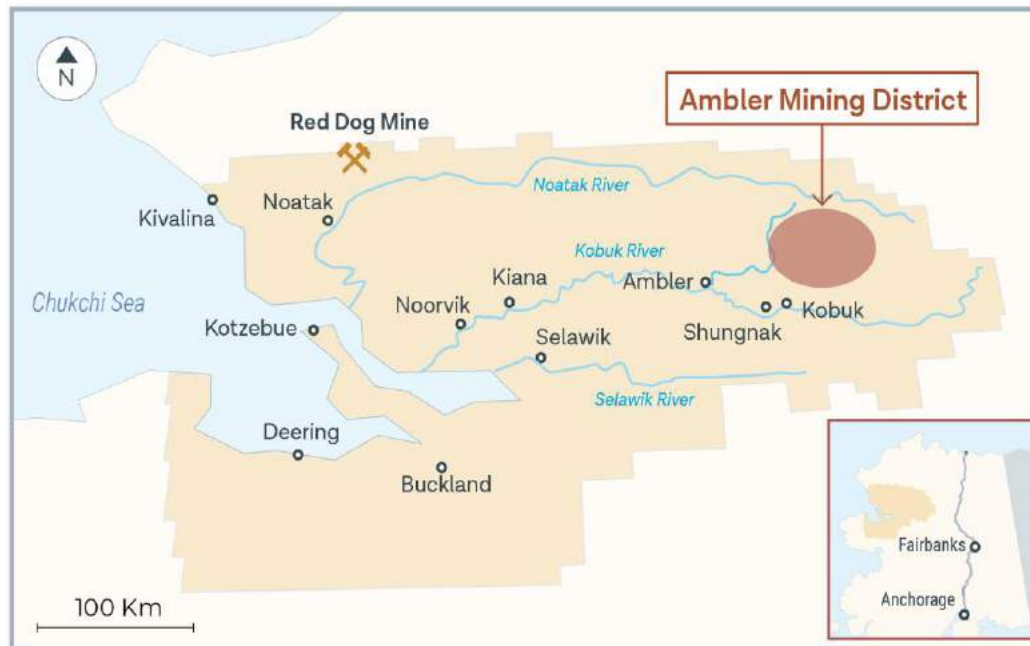 N
Ambler Mining District
Red Dog Mine
Noatak River
Noatak
Kivalina
Kobuk River
Kiana
Ambler
Chukchi Sea
Noorvik
Kobuk
Kotzebue
Shungnak
Selawik
Selawik River
Deering
Buckland
Fairbanks
Anchorage
100 Km